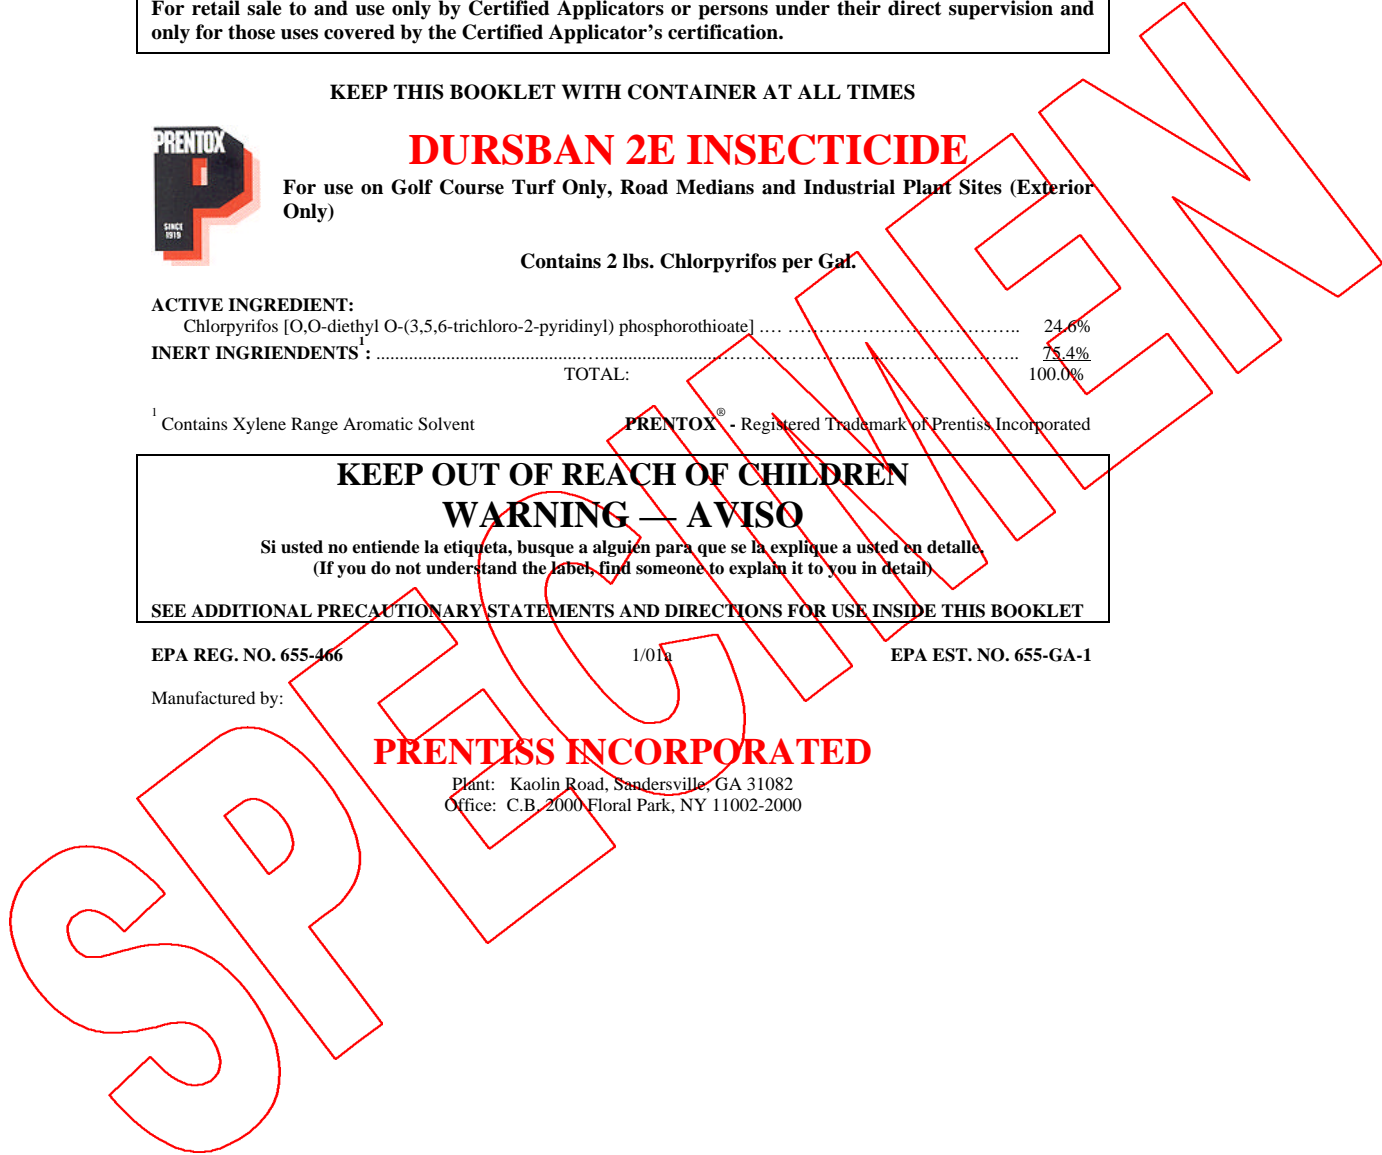 For retail sale to and use only by Certified Applicators or persons under their direct supervision and
only for those uses covered by the Certified Applicator's certification.
KEEP THIS BOOKLET WITH CONTAINER AT ALL TIMES
PRENTOX
P
SINCE
1919
DURSBAN 2E INSECTICIDE
For use on Golf Course Turf Only, Road Medians and Industrial Plant Sites (Exterior
Only)
Contains 2 lbs. Chlorpyrifos per Gal.
ACTIVE INGREDIENT:
Chlorpyrifos [O,O-diethyl O-(3,5,6-trichloro-2-pyridinyl) phosphorothioate] .… ……………………………….. 24.6%
INERT INGRIENDENTS¹: ............................................……...................…………………….........………...……….. 75.4%
TOTAL: 100.0%
¹ Contains Xylene Range Aromatic Solvent PRENTOX® - Registered Trademark of Prentiss Incorporated
KEEP OUT OF REACH OF CHILDREN
WARNING — AVISO
Si usted no entiende la etiqueta, busque a alguien para que se la explique a usted en detalle.
(If you do not understand the label, find someone to explain it to you in detail)
SEE ADDITIONAL PRECAUTIONARY STATEMENTS AND DIRECTIONS FOR USE INSIDE THIS BOOKLET
EPA REG. NO. 655-466 1/01a EPA EST. NO. 655-GA-1
Manufactured by:
PRENTISS INCORPORATED
Plant: Kaolin Road, Sandersville, GA 31082
Office: C.B. 2000 Floral Park, NY 11002-2000
SPECIMEN